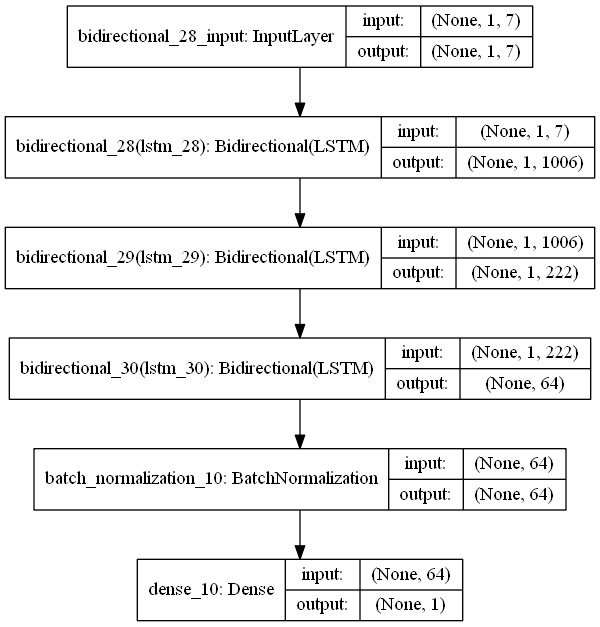 bidirectional_28_input: InputLayer input: (None, 1, 7)
output: (None, 1, 7)
bidirectional_28(lstm_28): Bidirectional(LSTM) input: (None, 1, 7)
output: (None, 1, 1006)
bidirectional_29(lstm_29): Bidirectional(LSTM) input: (None, 1, 1006)
output: (None, 1, 222)
bidirectional_30(lstm_30): Bidirectional(LSTM) input: (None, 1, 222)
output: (None, 64)
batch_normalization_10: BatchNormalization input: (None, 64)
output: (None, 64)
dense_10: Dense input: (None, 64)
output: (None, 1)